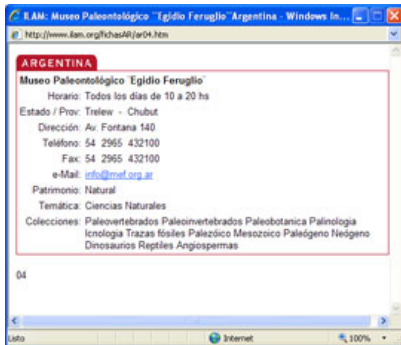 ILAM: Museo Paleontológico ¨Egidio Feruglio¨Argentina - Windows In...
http://www.ilam.org/fichasAR/ar04.htm
ARGENTINA
Museo Paleontológico ¨Egidio Feruglio¨
Horario: Todos los días de 10 a 20 hs
Estado / Prov: Trelew - Chubut
Dirección: Av. Fontana 140
Teléfono: 54 2965 432100
Fax: 54 2965 432100
e-Mail: info@mef.org.ar
Patrimonio: Natural
Temática: Ciencias Naturales
Colecciones: Paleovertebrados Paleoinvertebrados Paleobotanica Palinologia
Icnologia Trazas fósiles Palezóico Mesozoico Paleógeno Neógeno
Dinosaurios Reptiles Angiospermas
04
Listo Internet 100%